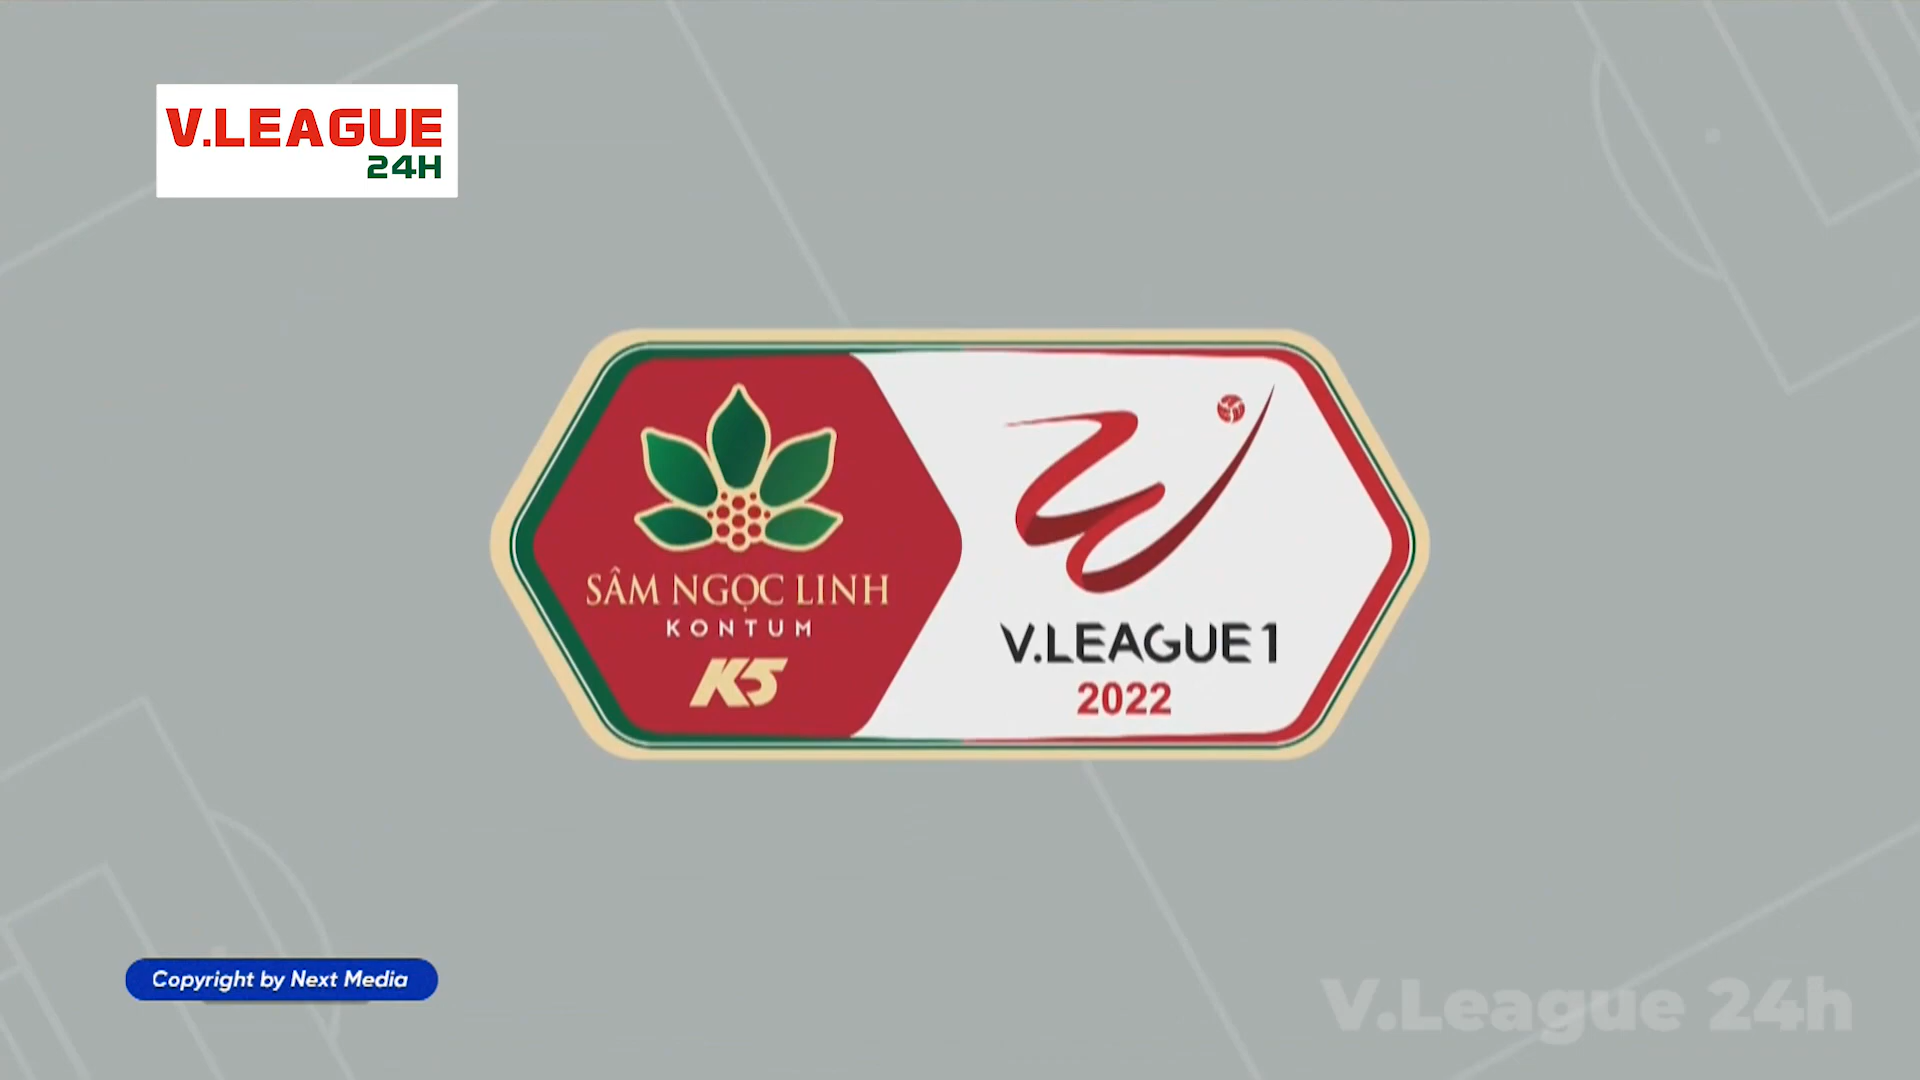 V.LEAGUE
24H
SÂM NGỌC LINH
KONTUM
K5
V.LEAGUE 1
2022
Copyright by Next Media
V.League 24h